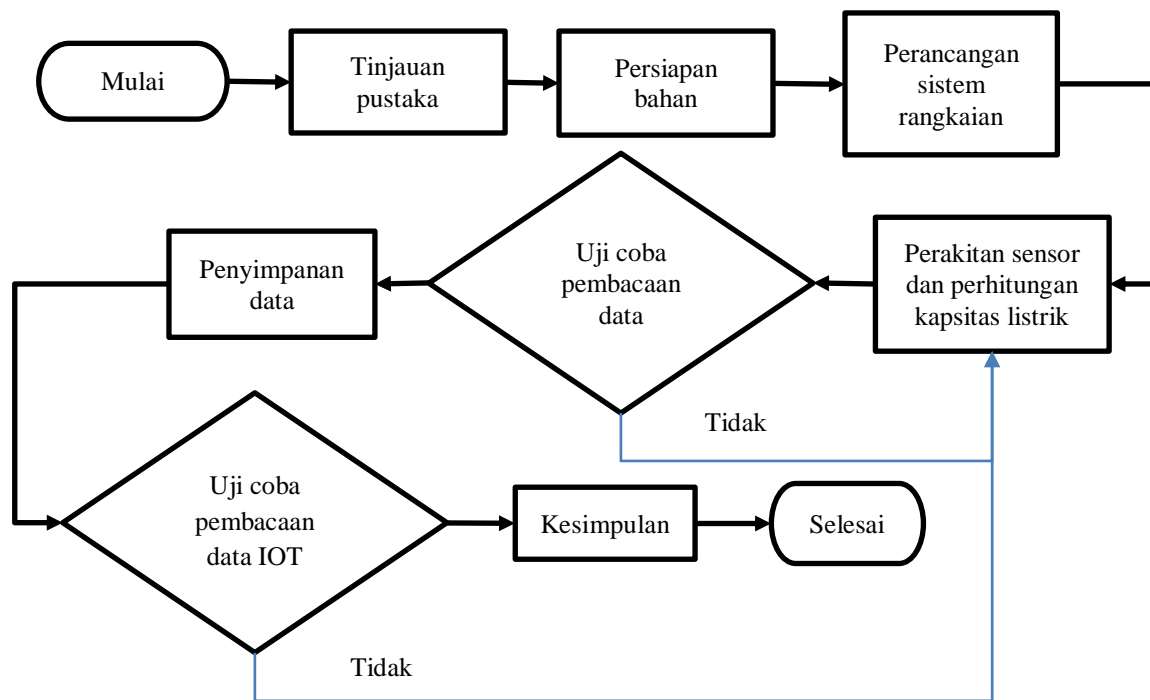 Mulai
Tinjauan
pustaka
Persiapan
bahan
Perancangan
sistem
rangkaian
Perakitan sensor
dan perhitungan
kapsitas listrik
Uji coba
pembacaan
data
Penyimpanan
data
Tidak
Uji coba
pembacaan
data IOT
Kesimpulan
Selesai
Tidak